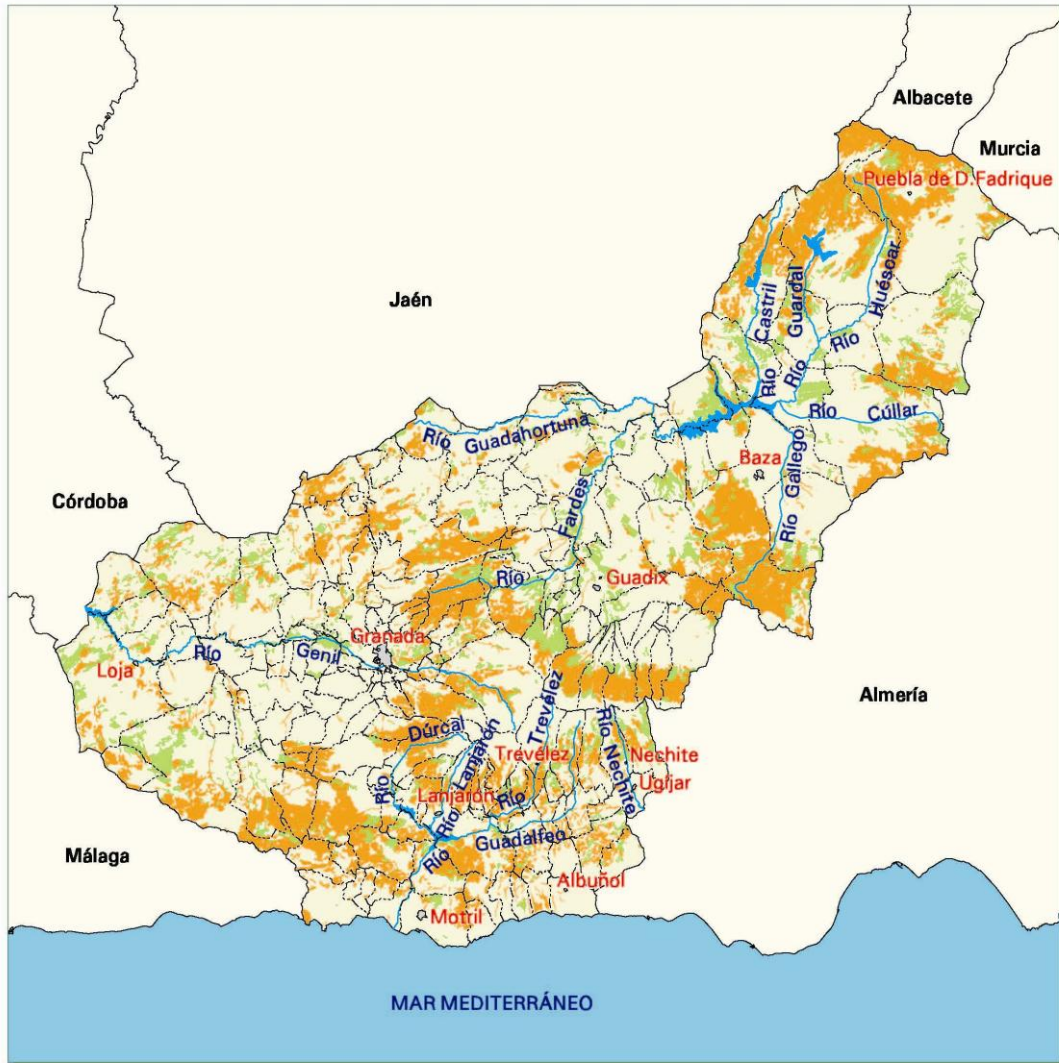 Albacete
Murcia
Puebla de D.Fadrique
Jaén
Río Castril
Río Guardal
Río Huéscar
Río Guadahortuna
Río Cúllar
Baza
Río Gallego
Córdoba
Río Fardes
Guadix
Granada
Río Genil
Loja
Almería
Río Dúrcal
Río Lanjarón
Río Trevélez
Trevélez
Río Nechite
Nechite
Ugíjar
Lanjarón
Río Guadalfeo
Málaga
Albuñol
Motril
MAR MEDITERRÁNEO